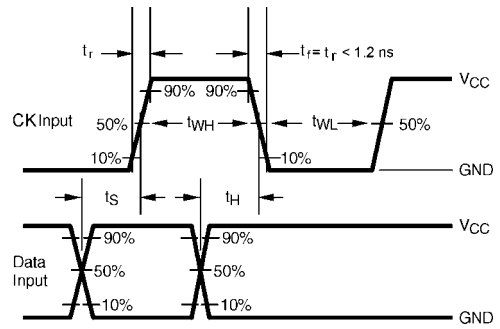 tr
tf = tr < 1.2 ns
VCC
90% 90%
CK Input
50% tWH tWL 50%
10% 10%
GND
tS tH
VCC
90% 90%
Data
Input
50% 50%
10% 10%
GND